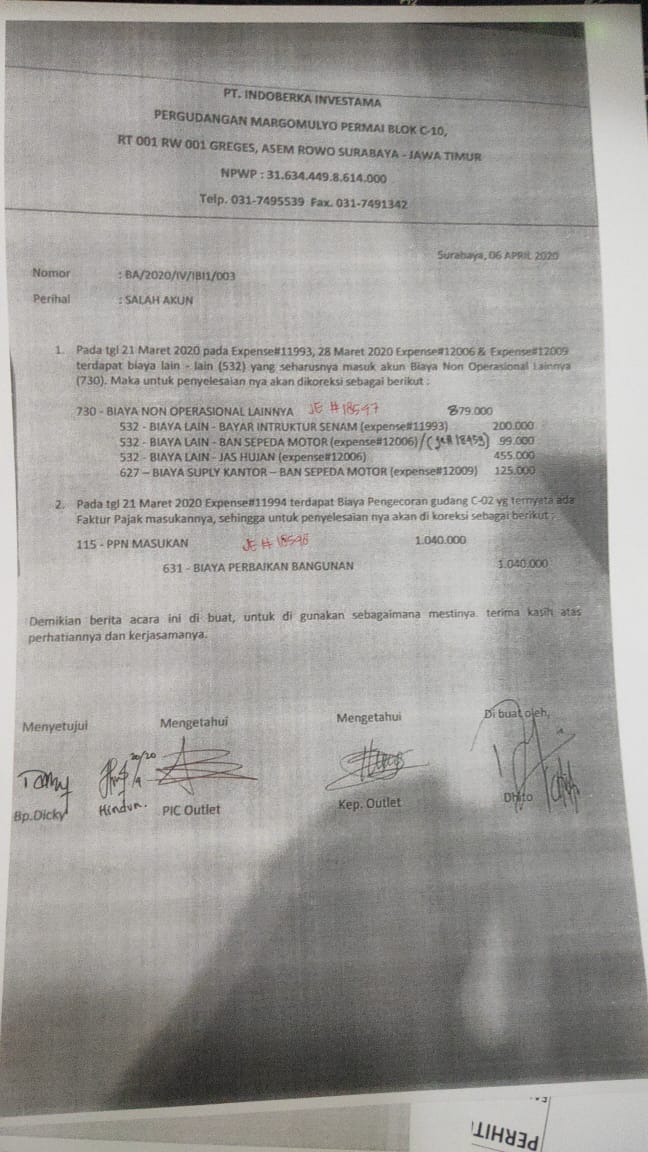 PT. INDOBERKA INVESTAMA
PERGUDANGAN MARGOMULYO PERMAI BLOK C-10,
RT 001 RW 001 GREGES, ASEM ROWO SURABAYA - JAWA TIMUR
NPWP : 31.634.449.8.614.000
Telp. 031-7495539 Fax. 031-7491342
Surabaya, 06 APRIL 2020
Nomor : BA/2020/IV/IBI1/003
Perihal : SALAH AKUN
1. Pada tgl 21 Maret 2020 pada Expense#11993, 28 Maret 2020 Expense#12006 & Expense#12009
terdapat biaya lain - lain (532) yang seharusnya masuk akun Biaya Non Operasional Lainnya
(730). Maka untuk penyelesaian nya akan dikoreksi sebagai berikut :
730 - BIAYA NON OPERASIONAL LAINNYA JE #18597 879.000
532 - BIAYA LAIN - BAYAR INTRUKTUR SENAM (expense#11993) 200.000
532 - BIAYA LAIN - BAN SEPEDA MOTOR (expense#12006) 99.000
532 - BIAYA LAIN - JAS HUJAN (expense#12006) 455.000
627 – BIAYA SUPLY KANTOR – BAN SEPEDA MOTOR (expense#12009) 125.000
2. Pada tgl 21 Maret 2020 Expense#11994 terdapat Biaya Pengecoran gudang C-02 yg ternyata ada
Faktur Pajak masukannya, sehingga untuk penyelesaian nya akan di koreksi sebagai berikut :
115 - PPN MASUKAN JE #18598 1.040.000
631 - BIAYA PERBAIKAN BANGUNAN 1.040.000
Demikian berita acara ini di buat, untuk di gunakan sebagaimana mestinya. terima kasih atas
perhatiannya dan kerjasamanya.
Menyetujui Mengetahui Mengetahui Di buat oleh,
20/20
Hindun.
Bp.Dicky PIC Outlet Kep. Outlet Dhito
PERHIT